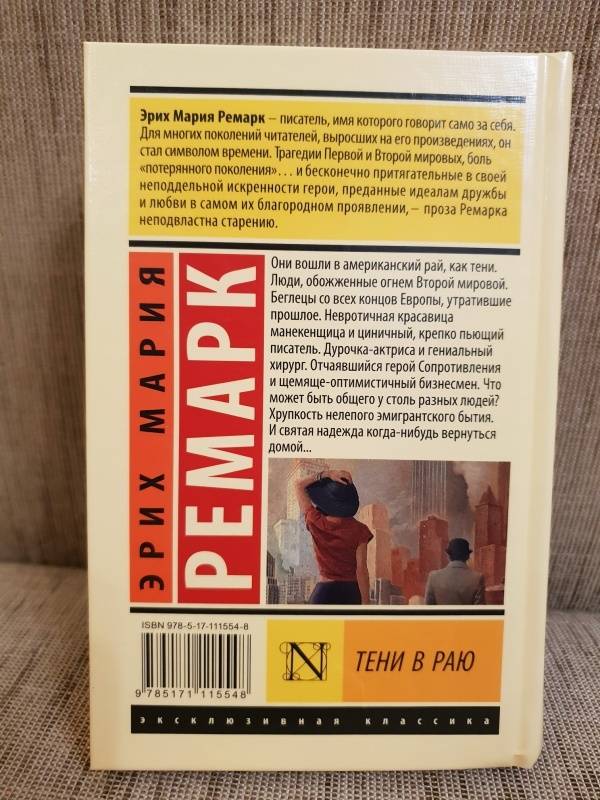 Эрих Мария Ремарк – писатель, имя которого говорит само за себя.
Для многих поколений читателей, выросших на его произведениях, он
стал символом времени. Трагедии Первой и Второй мировых, боль
«потерянного поколения»... и бесконечно притягательные в своей
неподдельной искренности герои, преданные идеалам дружбы
и любви в самом их благородном проявлении, – проза Ремарка
неподвластна старению.
ЭРИХ МАРИЯ
РЕМАРК
Они вошли в американский рай, как тени.
Люди, обожженные огнем Второй мировой.
Беглецы со всех концов Европы, утратившие
прошлое. Невротичная красавица
манекенщица и циничный, крепко пьющий
писатель. Дурочка-актриса и гениальный
хирург. Отчаявшийся герой Сопротивления
и щемяще-оптимистичный бизнесмен. Что
может быть общего у столь разных людей?
Хрупкость нелепого эмигрантского бытия.
И святая надежда когда-нибудь вернуться
домой...
ISBN 978-5-17-111554-8
9 785171 115548
N
ТЕНИ В РАЮ
эксклюзивная классика